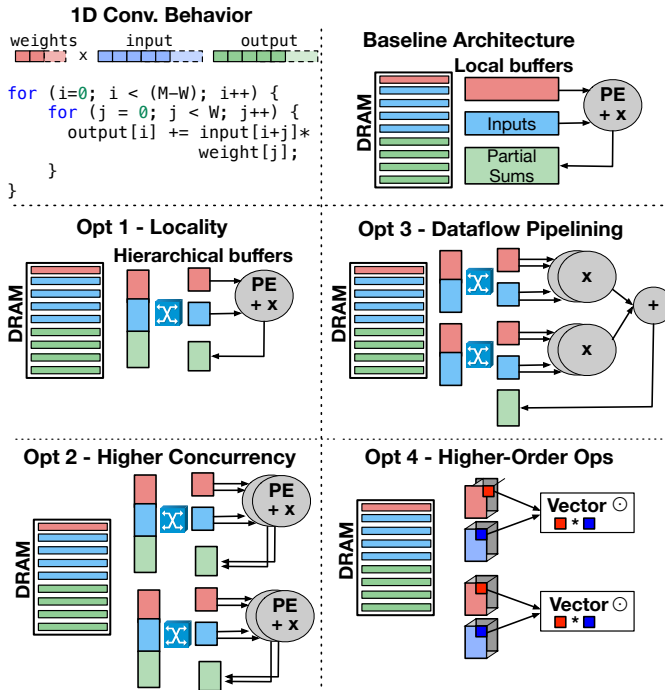 1D Conv. Behavior
weights x input output
for (i=0; i < (M-W); i++) {
for (j = 0; j < W; j++) {
output[i] += input[i+j]*
weight[j];
}
}
Baseline Architecture
Local buffers
DRAM
Inputs
Partial
Sums
PE
+ x
Opt 1 - Locality
Hierarchical buffers
DRAM
PE
+ x
Opt 3 - Dataflow Pipelining
DRAM
x
x
+
Opt 2 - Higher Concurrency
DRAM
PE
+ x
PE
+ x
Opt 4 - Higher-Order Ops
DRAM
Vector ⊙
*
Vector ⊙
*